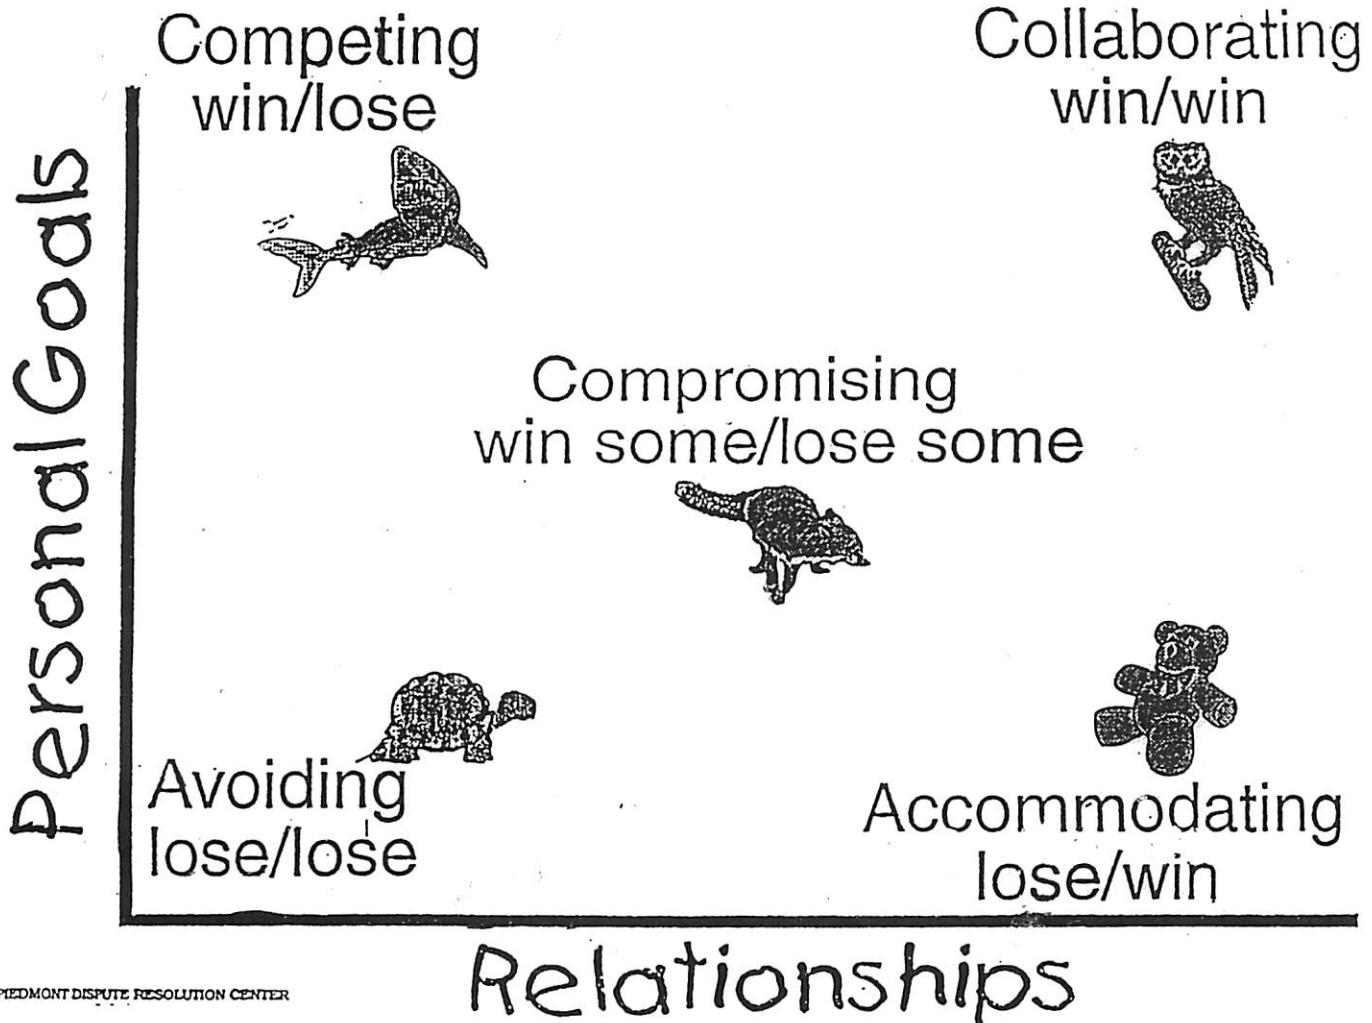 Competing
win/lose
Collaborating
win/win
Personal Goals
Compromising
win some/lose some
Avoiding
lose/lose
Accommodating
lose/win
Relationships
PIEDMONT DISPUTE RESOLUTION CENTER